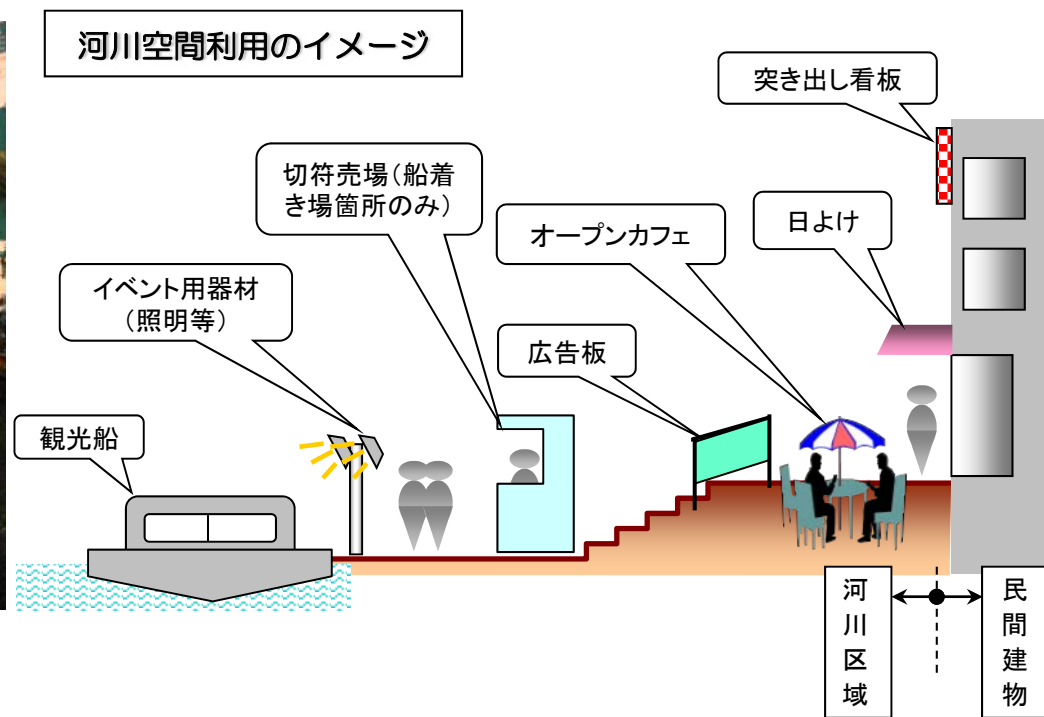 河川空間利用のイメージ
突き出し看板
切符売場（船着
き場箇所のみ）
オープンカフェ
日よけ
イベント用器材
（照明等）
広告板
観光船
河川区域
民間建物